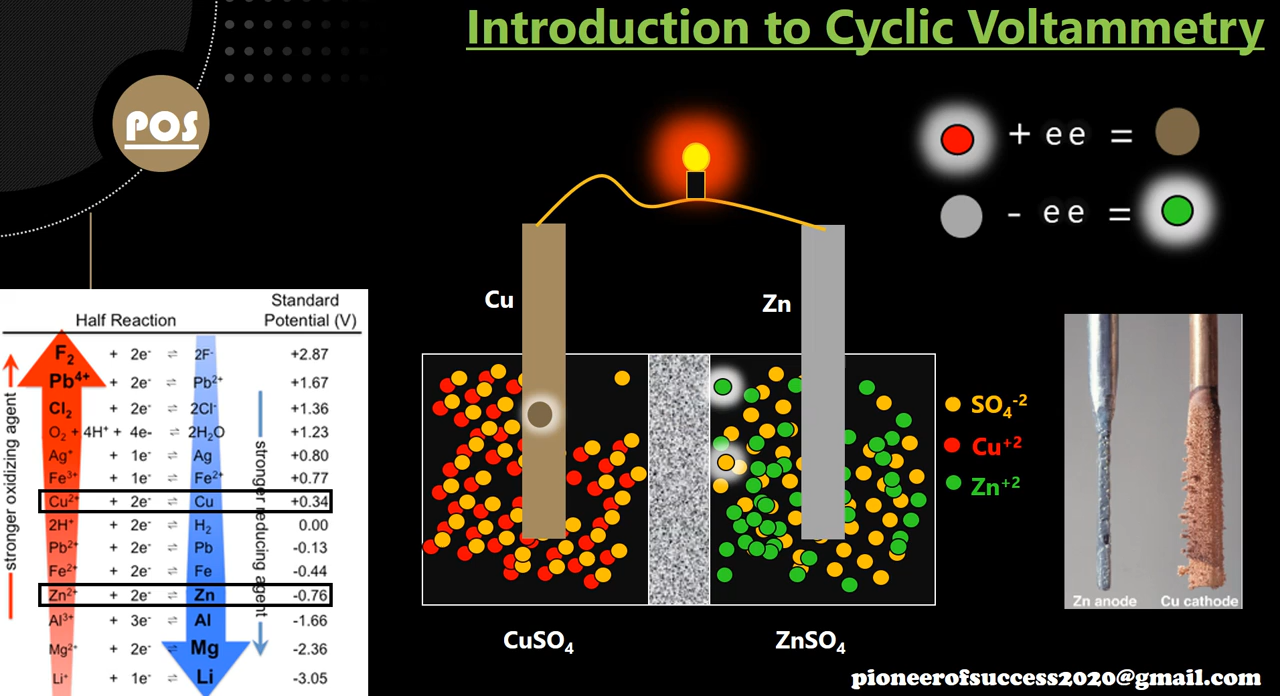 Introduction to Cyclic Voltammetry
POS
+ e e =
- e e =
Cu
Zn
SO₄⁻²
Cu⁺²
Zn⁺²
CuSO₄
ZnSO₄
Zn anode
Cu cathode
pioneerofsuccess2020@gmail.com
Standard
Half Reaction Potential (V)
F₂ + 2e⁻ ⇌ 2F⁻ +2.87
Pb⁴⁺ + 2e⁻ ⇌ Pb²⁺ +1.67
Cl₂ + 2e⁻ ⇌ 2Cl⁻ +1.36
O₂ + 4H⁺ + 4e- ⇌ 2H₂O +1.23
Ag⁺ + 1e⁻ ⇌ Ag +0.80
Fe³⁺ + 1e⁻ ⇌ Fe²⁺ +0.77
Cu²⁺ + 2e⁻ ⇌ Cu +0.34
2H⁺ + 2e⁻ ⇌ H₂ 0.00
Pb²⁺ + 2e⁻ ⇌ Pb -0.13
Fe²⁺ + 2e⁻ ⇌ Fe -0.44
Zn²⁺ + 2e⁻ ⇌ Zn -0.76
Al³⁺ + 3e⁻ ⇌ Al -1.66
Mg²⁺ + 2e⁻ ⇌ Mg -2.36
Li⁺ + 1e⁻ ⇌ Li -3.05
stronger oxidizing agent
stronger reducing agent